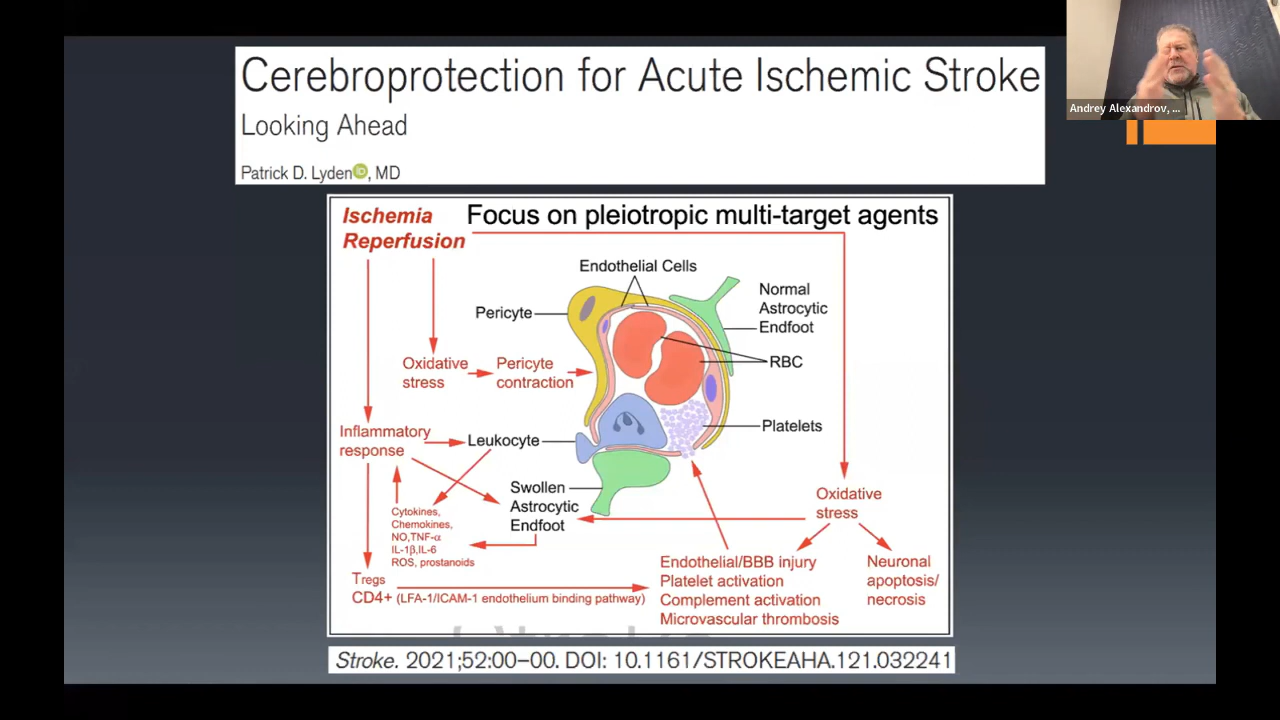 Cerebroprotection for Acute Ischemic Stroke
Looking Ahead
Patrick D. Lyden iD, MD
Andrey Alexandrov, ...
Ischemia
Reperfusion
Focus on pleiotropic multi-target agents
Endothelial Cells
Normal
Astrocytic
Endfoot
Pericyte
RBC
Oxidative
stress
Pericyte
contraction
Platelets
Inflammatory
response
Leukocyte
Swollen
Astrocytic
Endfoot
Cytokines,
Chemokines,
NO,TNF-α
IL-1β,IL-6
ROS, prostanoids
Oxidative
stress
Tregs
CD4+ (LFA-1/ICAM-1 endothelium binding pathway)
Endothelial/BBB injury
Platelet activation
Complement activation
Microvascular thrombosis
Neuronal
apoptosis/
necrosis
Stroke. 2021;52:00–00. DOI: 10.1161/STROKEAHA.121.032241